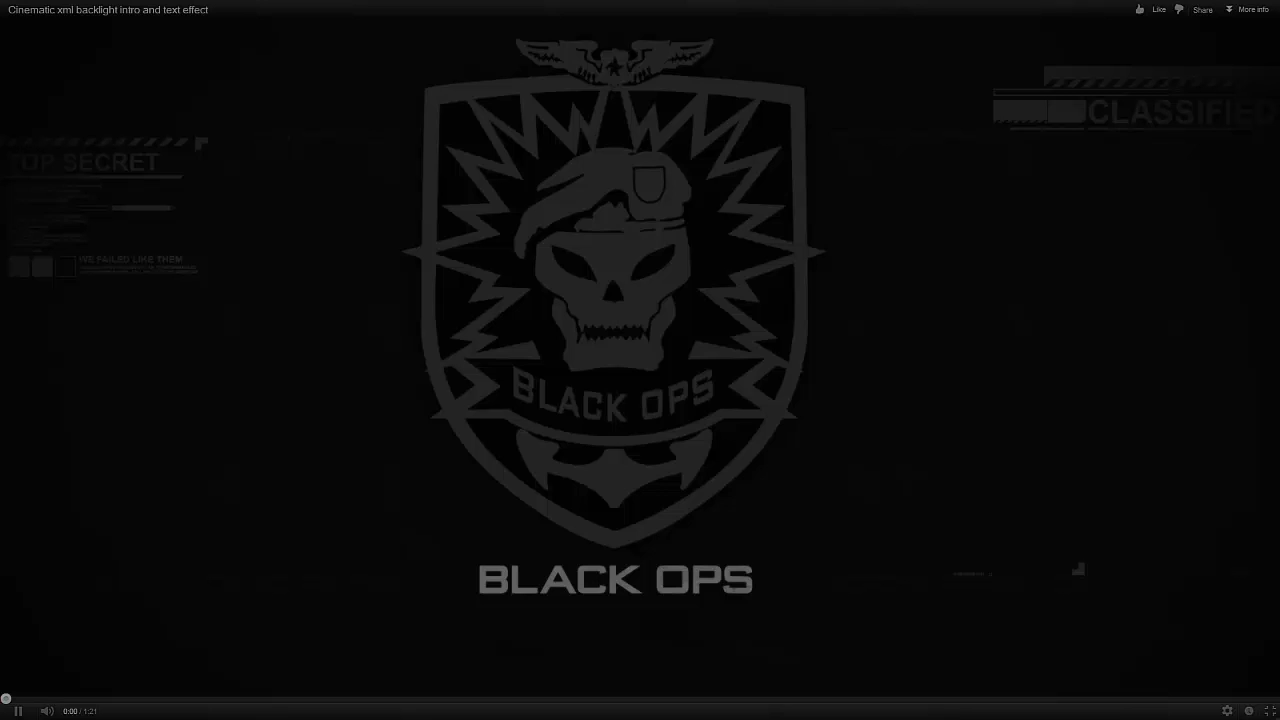 Cinematic xml backlight intro and text effect
Like
Share
More info
CLASSIFIED
TOP SECRET
WE FAILED LIKE THEM
BLACK OPS
BLACK OPS
0:00 / 1:21